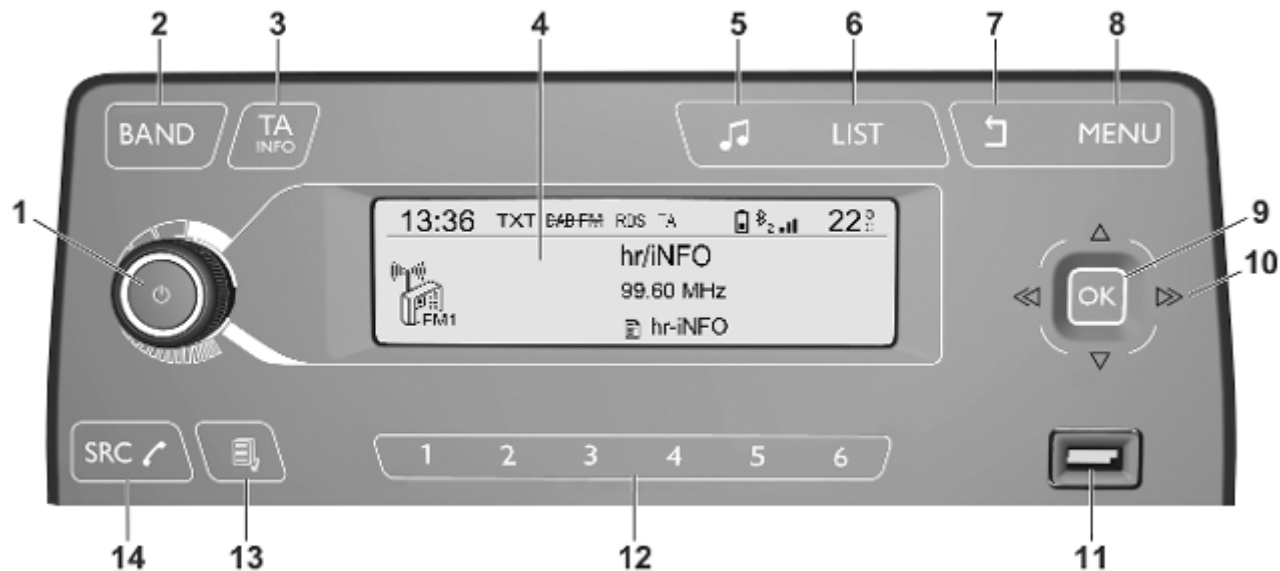 2 3 4 5 6 7 8
BAND TA INFO LIST MENU
1
13:36 TXT DAB-FM RDS TA 2 22
hr/iNFO
99.60 MHz
FM1
hr-iNFO
9
OK
10
SRC
1 2 3 4 5 6
14 13 12 11